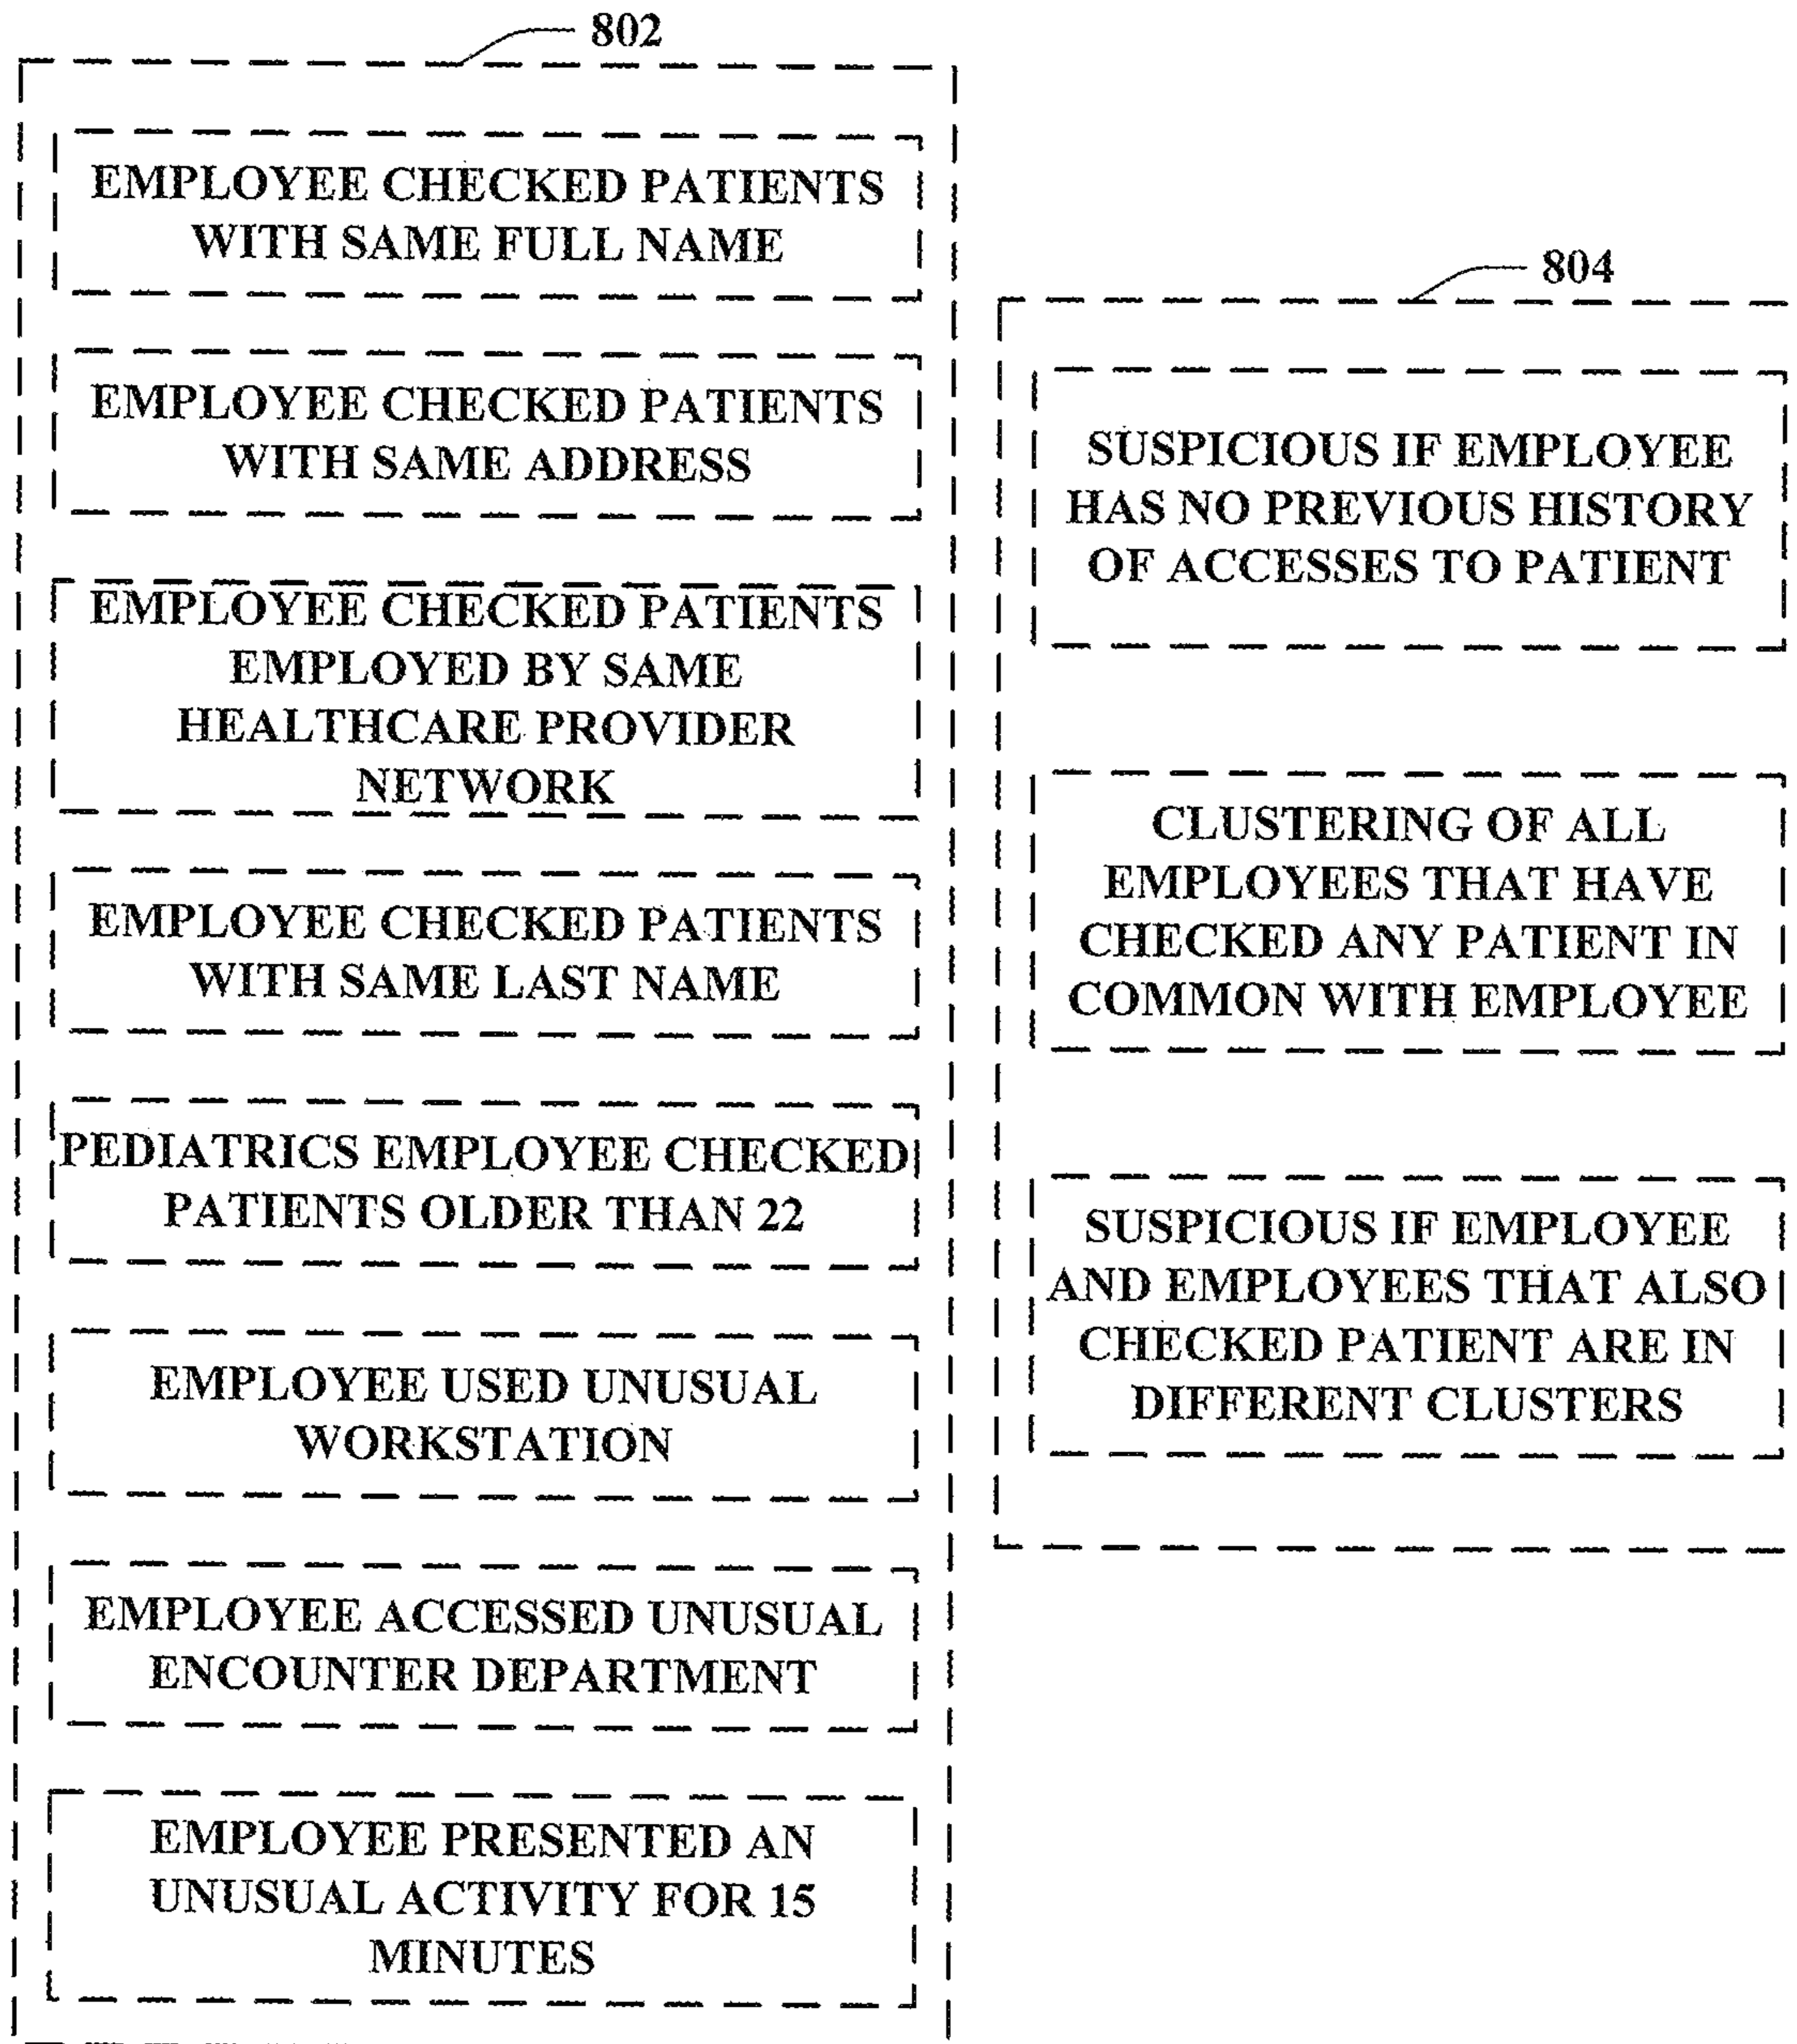 802
EMPLOYEE CHECKED PATIENTS
WITH SAME FULL NAME
EMPLOYEE CHECKED PATIENTS
WITH SAME ADDRESS
EMPLOYEE CHECKED PATIENTS
EMPLOYED BY SAME
HEALTHCARE PROVIDER
NETWORK
EMPLOYEE CHECKED PATIENTS
WITH SAME LAST NAME
PEDIATRICS EMPLOYEE CHECKED
PATIENTS OLDER THAN 22
EMPLOYEE USED UNUSUAL
WORKSTATION
EMPLOYEE ACCESSED UNUSUAL
ENCOUNTER DEPARTMENT
EMPLOYEE PRESENTED AN
UNUSUAL ACTIVITY FOR 15
MINUTES
804
SUSPICIOUS IF EMPLOYEE
HAS NO PREVIOUS HISTORY
OF ACCESSES TO PATIENT
CLUSTERING OF ALL
EMPLOYEES THAT HAVE
CHECKED ANY PATIENT IN
COMMON WITH EMPLOYEE
SUSPICIOUS IF EMPLOYEE
AND EMPLOYEES THAT ALSO
CHECKED PATIENT ARE IN
DIFFERENT CLUSTERS